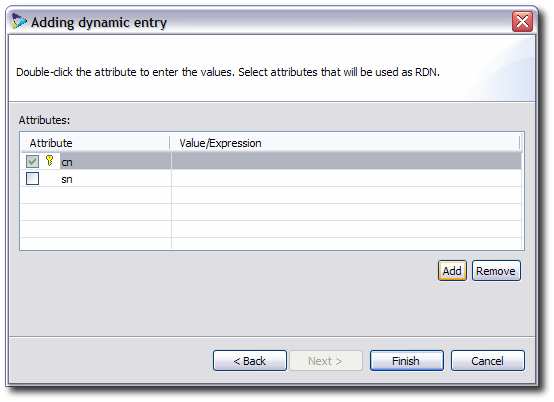 Adding dynamic entry
Double-click the attribute to enter the values. Select attributes that will be used as RDN.
Attributes:
Attribute Value/Expression
cn
sn
Add Remove
< Back Next > Finish Cancel